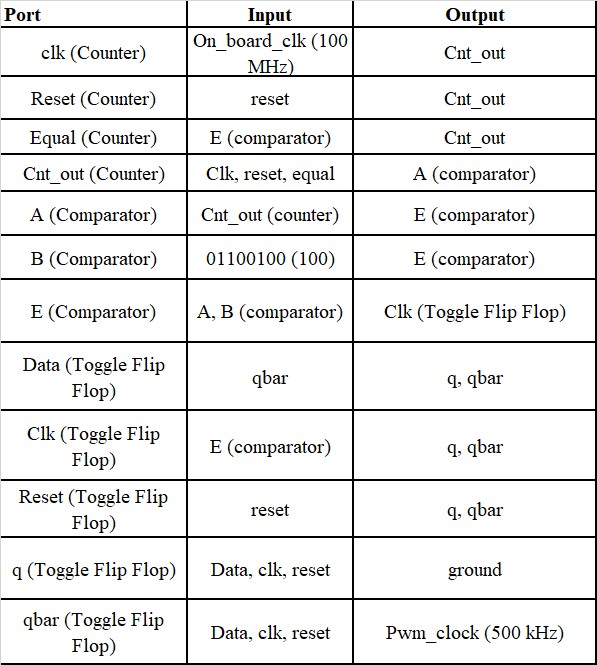 Port Input Output
clk (Counter) On_board_clk (100 MHz) Cnt_out
Reset (Counter) reset Cnt_out
Equal (Counter) E (comparator) Cnt_out
Cnt_out (Counter) Clk, reset, equal A (comparator)
A (Comparator) Cnt_out (counter) E (comparator)
B (Comparator) 01100100 (100) E (comparator)
E (Comparator) A, B (comparator) Clk (Toggle Flip Flop)
Data (Toggle Flip Flop) qbar q, qbar
Clk (Toggle Flip Flop) E (comparator) q, qbar
Reset (Toggle Flip Flop) reset q, qbar
q (Toggle Flip Flop) Data, clk, reset ground
qbar (Toggle Flip Flop) Data, clk, reset Pwm_clock (500 kHz)